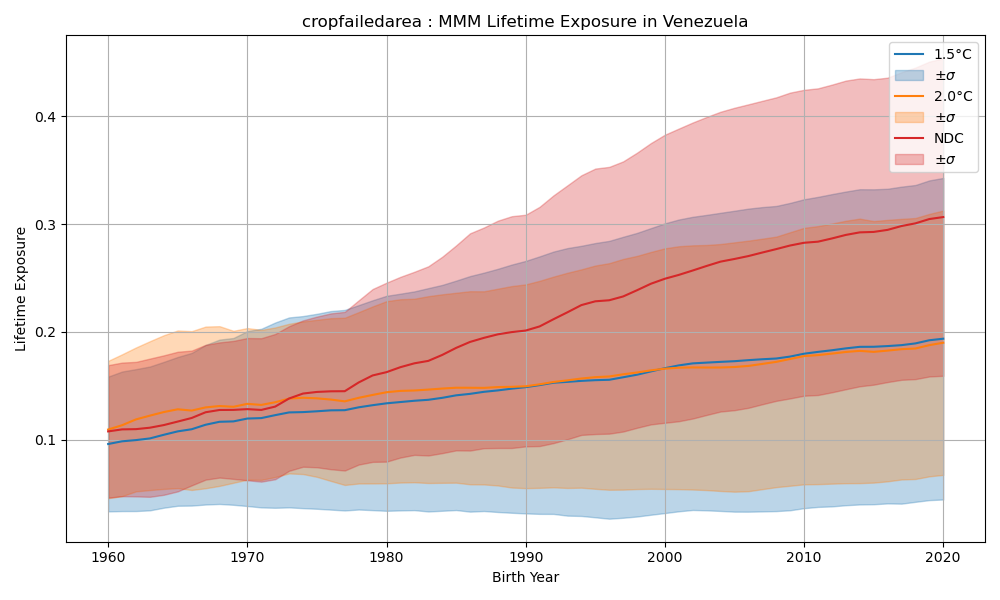 cropfailedarea : MMM Lifetime Exposure in Venezuela
1.5°C
±σ
2.0°C
±σ
NDC
±σ
Lifetime Exposure
0.4
0.3
0.2
0.1
1960 1970 1980 1990 2000 2010 2020
Birth Year